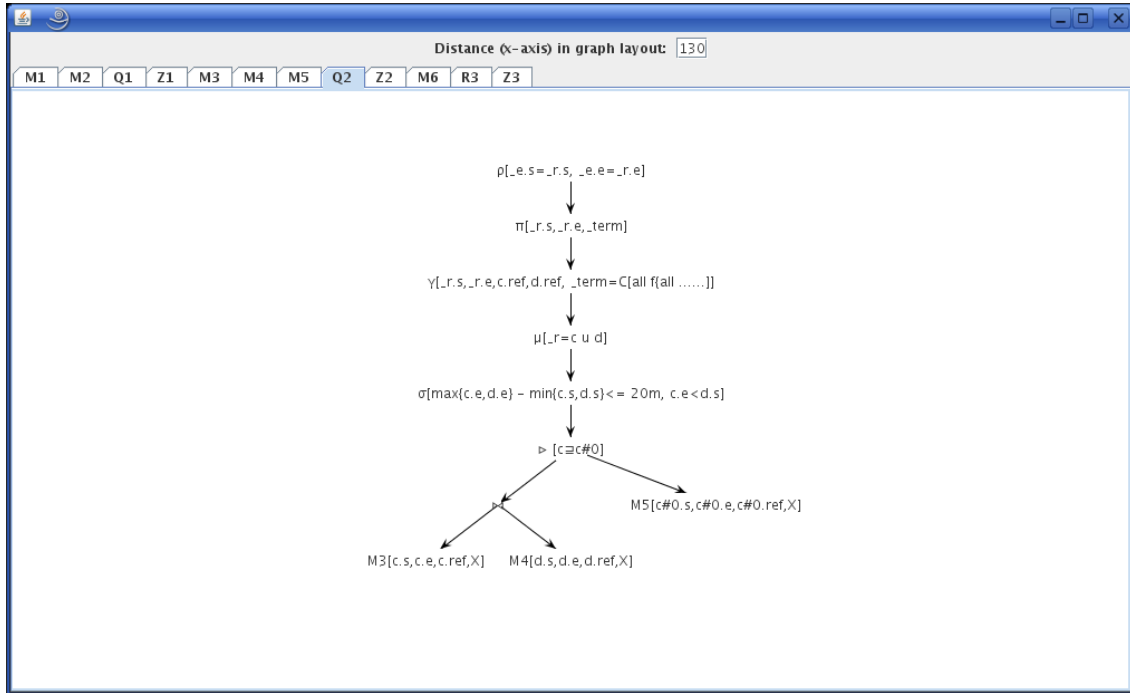 Distance (x-axis) in graph layout: 130
M1 M2 Q1 Z1 M3 M4 M5 Q2 Z2 M6 R3 Z3
ρ[_e.s=_r.s, _e.e=_r.e]
π[_r.s,_r.e,_term]
γ[_r.s,_r.e,c.ref,d.ref, _term=C[all f{all ......}]
μ[_r=c u d]
σ[max{c.e,d.e} - min{c.s,d.s}<= 20m, c.e<d.s]
▹ [c⊒c#0]
⋈
M5[c#0.s,c#0.e,c#0.ref,X]
M3[c.s,c.e,c.ref,X] M4[d.s,d.e,d.ref,X]